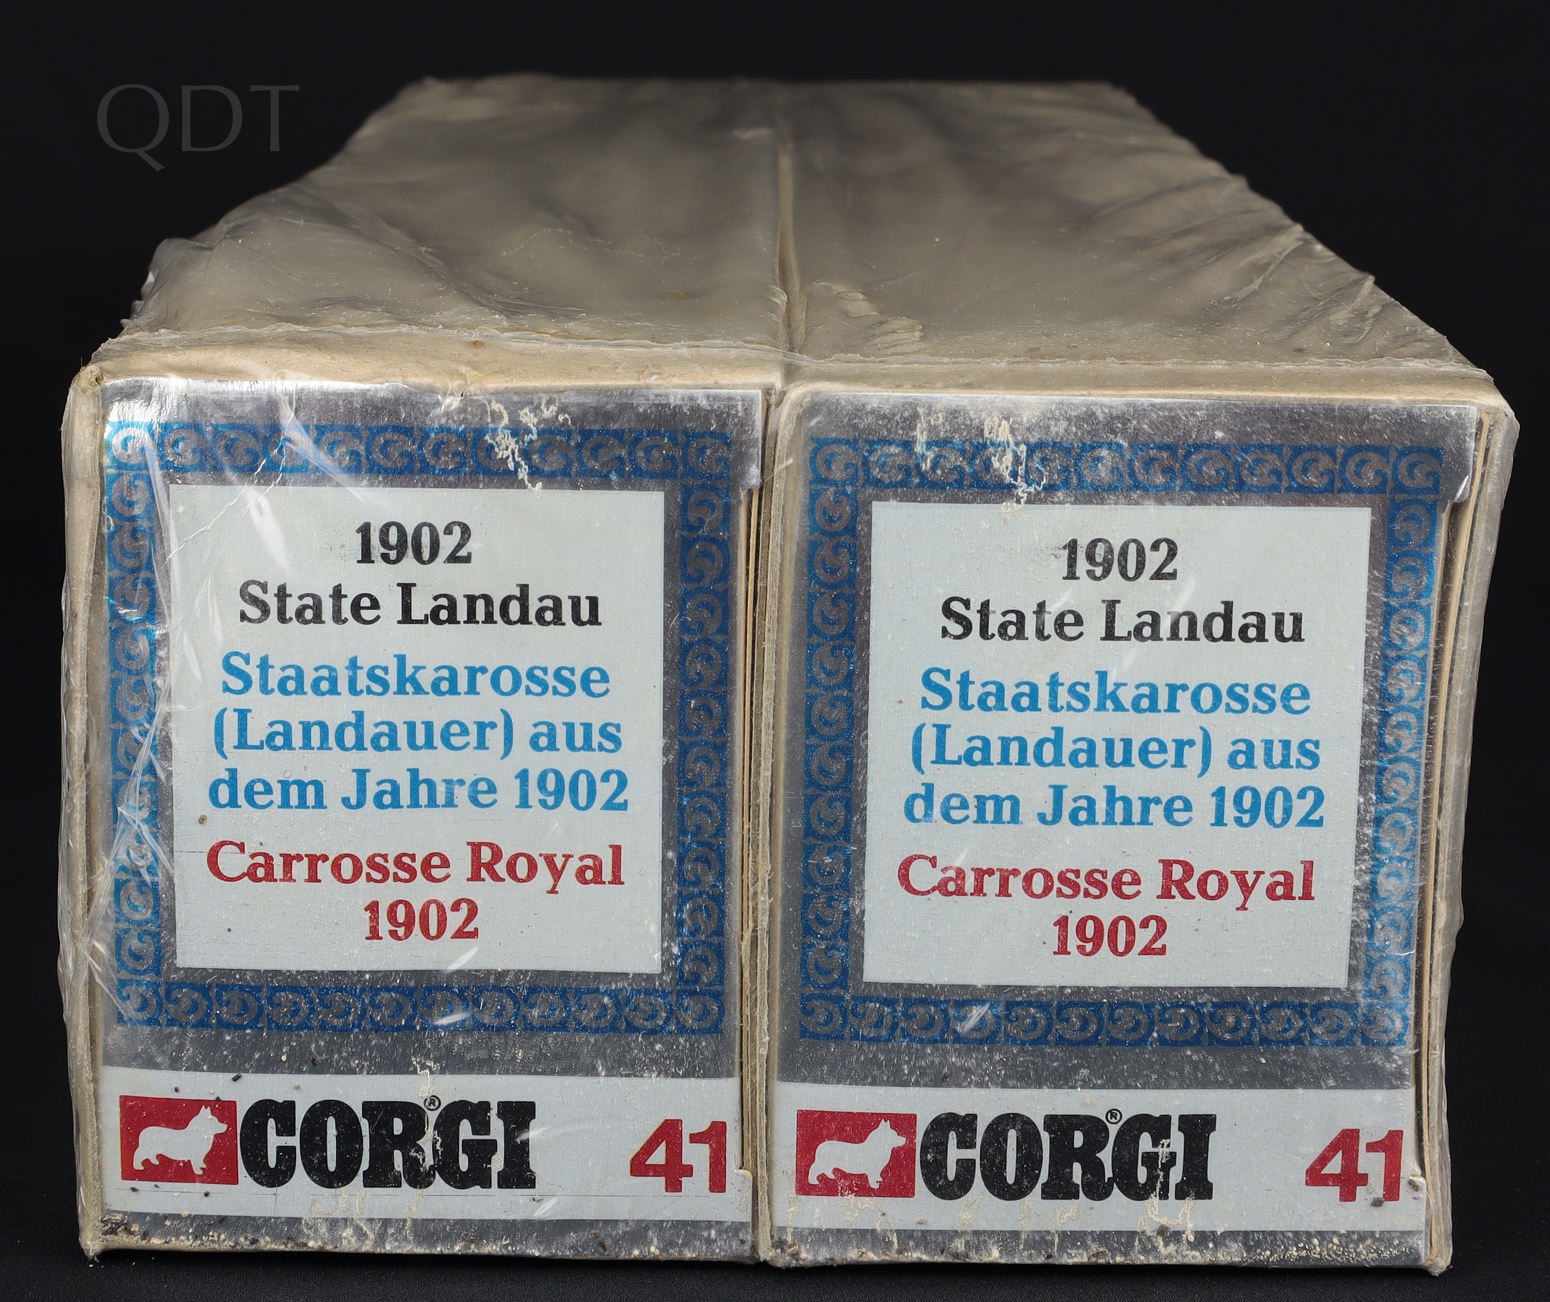 QDT
1902
State Landau
Staatskarosse
(Landauer) aus
dem Jahre 1902
Carrosse Royal
1902
CORGI® 41
1902
State Landau
Staatskarosse
(Landauer) aus
dem Jahre 1902
Carrosse Royal
1902
CORGI® 41